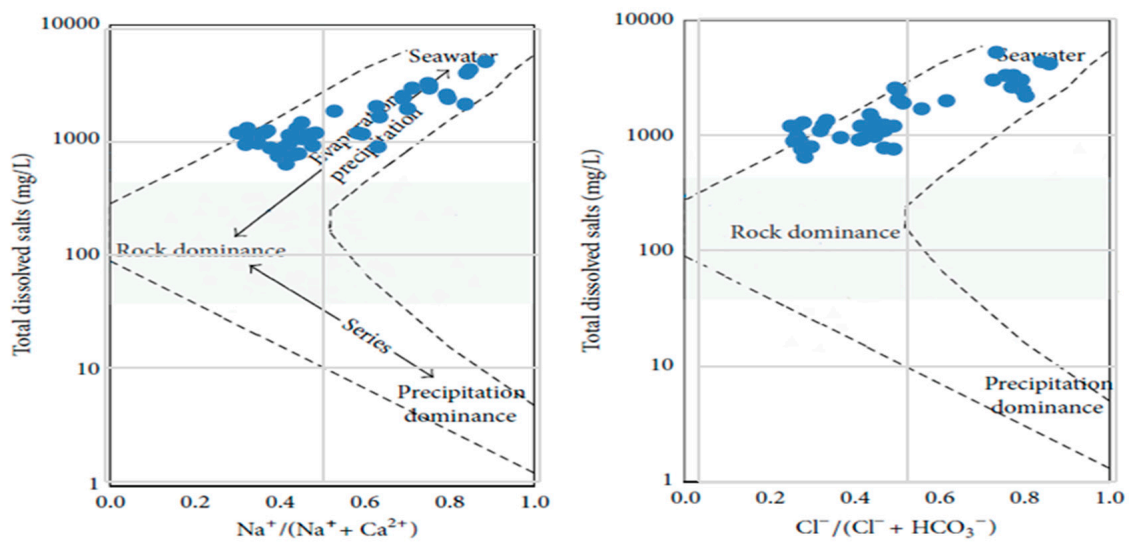 10000
1000
100
10
1
Total dissolved salts (mg/L)
Seawater
Evaporation
precipitation
Rock dominance
Series
Precipitation
dominance
0.0 0.2 0.4 0.6 0.8 1.0
Na⁺/(Na⁺ + Ca²⁺)
10000
1000
100
10
1
Total dissolved salts (mg/L)
Seawater
Rock dominance
Precipitation
dominance
0.0 0.2 0.4 0.6 0.8 1.0
Cl⁻/(Cl⁻ + HCO₃⁻)